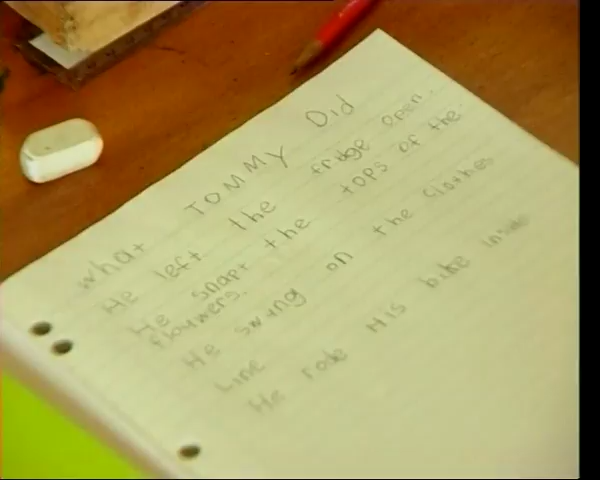 What TOMMY Did
He left the fridge open.
He snapt the tops of the
flowers.
He swung on the clothes
Line
He rode His bike inside